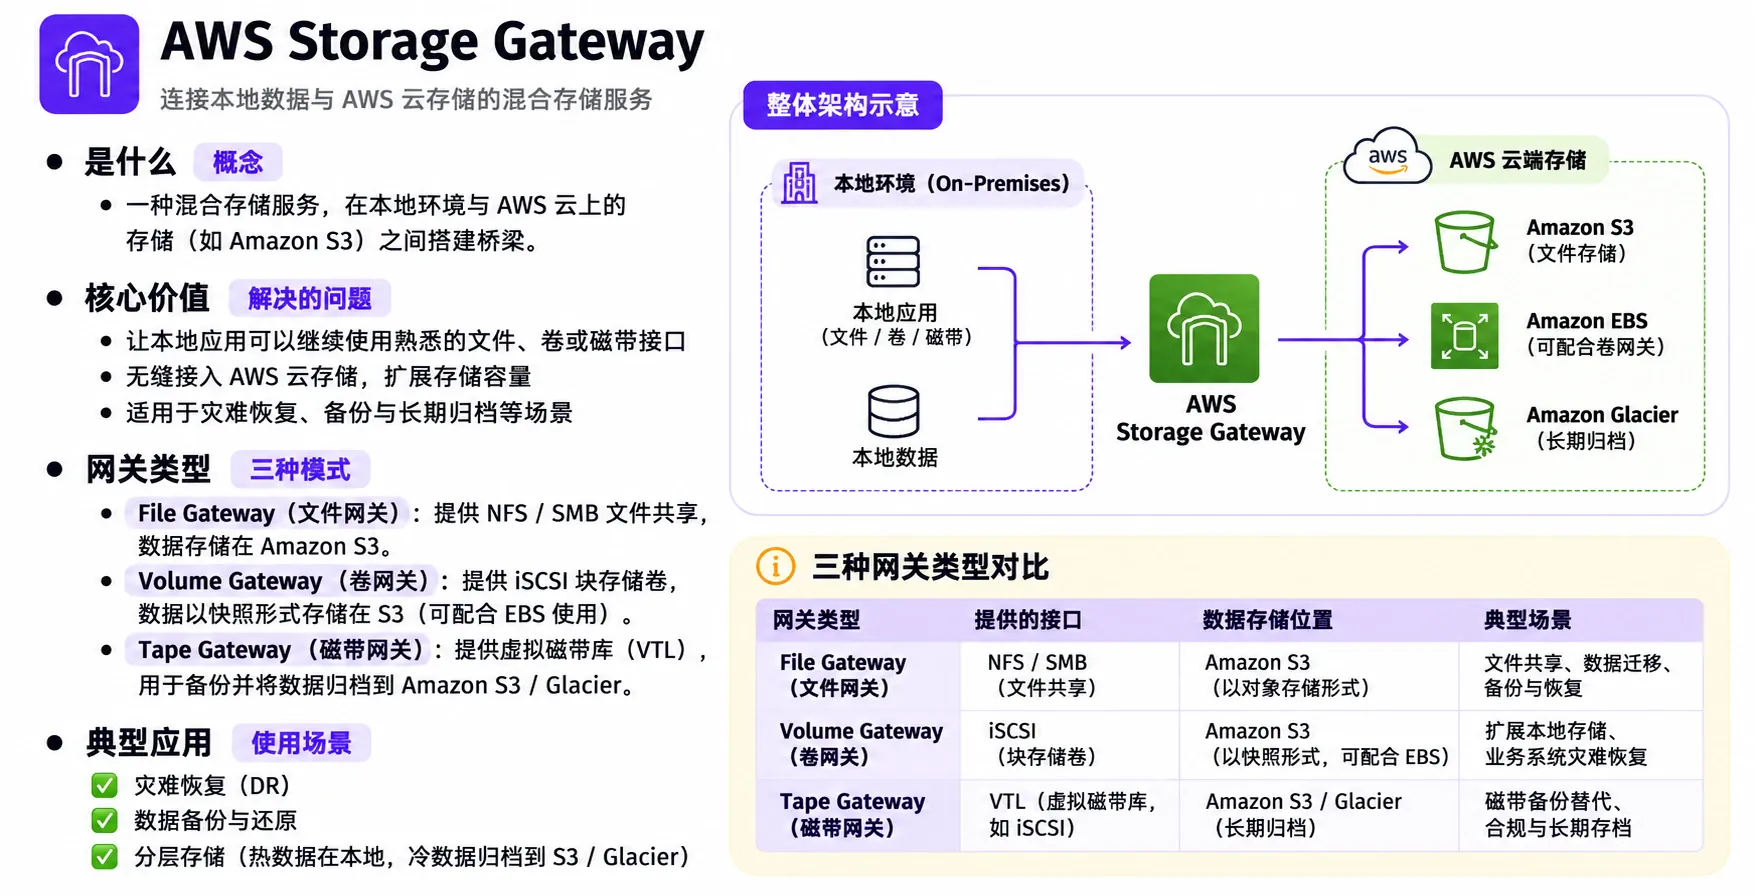 AWS Storage Gateway
连接本地数据与 AWS 云存储的混合存储服务
是什么 概念
一种混合存储服务，在本地环境与 AWS 云上的
存储（如 Amazon S3）之间搭建桥梁。
核心价值 解决的问题
让本地应用可以继续使用熟悉的文件、卷或磁带接口
无缝接入 AWS 云存储，扩展存储容量
适用于灾难恢复、备份与长期归档等场景
网关类型 三种模式
File Gateway（文件网关）：提供 NFS / SMB 文件共享，
数据存储在 Amazon S3。
Volume Gateway（卷网关）：提供 iSCSI 块存储卷，
数据以快照形式存储在 S3（可配合 EBS 使用）。
Tape Gateway（磁带网关）：提供虚拟磁带库（VTL），
用于备份并将数据归档到 Amazon S3 / Glacier。
典型应用 使用场景
灾难恢复（DR）
数据备份与还原
分层存储（热数据在本地，冷数据归档到 S3 / Glacier）
整体架构示意
本地环境（On-Premises）
本地应用
（文件 / 卷 / 磁带）
本地数据
AWS
Storage Gateway
aws
AWS 云端存储
Amazon S3
（文件存储）
Amazon EBS
（可配合卷网关）
Amazon Glacier
（长期归档）
三种网关类型对比
网关类型 提供的接口 数据存储位置 典型场景
File Gateway NFS / SMB Amazon S3 文件共享、数据迁移、
（文件网关） （文件共享） （以对象存储形式） 备份与恢复
Volume Gateway iSCSI Amazon S3 扩展本地存储、
（卷网关） （块存储卷） （以快照形式，可配合 EBS） 业务系统灾难恢复
Tape Gateway VTL（虚拟磁带库， Amazon S3 / Glacier 磁带备份替代、
（磁带网关） 如 iSCSI） （长期归档） 合规与长期存档